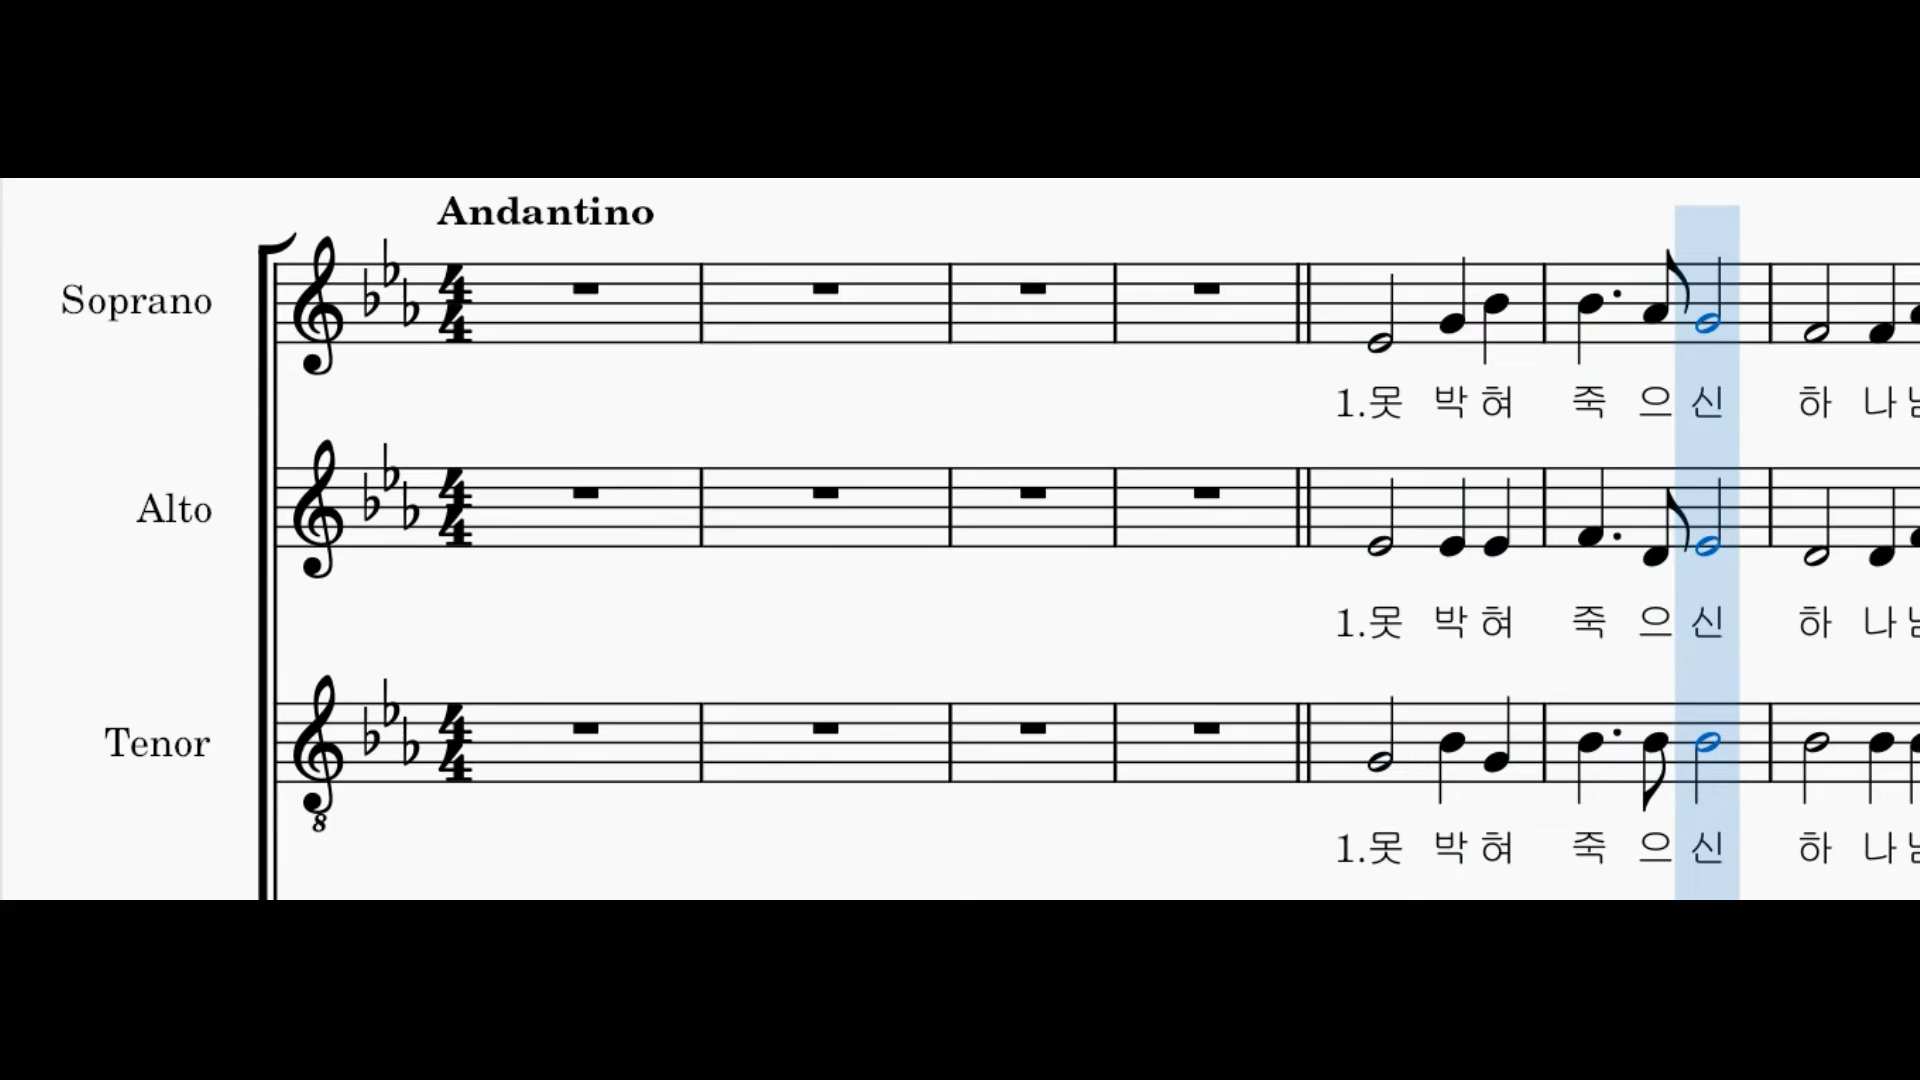 Andantino
Soprano
1.못 박 혀 죽 으 신 하 나
Alto
1.못 박 혀 죽 으 신 하 나
Tenor
8
1.못 박 혀 죽 으 신 하 나